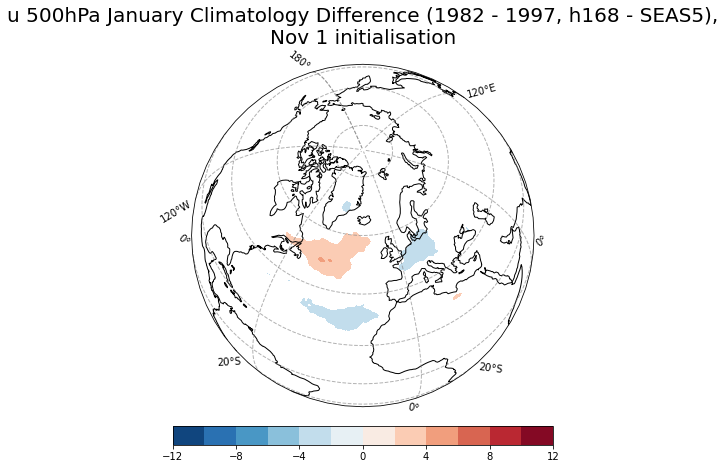 u 500hPa January Climatology Difference (1982 - 1997, h168 - SEAS5),
Nov 1 initialisation
180°
120°E
120°W
0°
0°
20°S
20°S
0°
−12 −8 −4 0 4 8 12